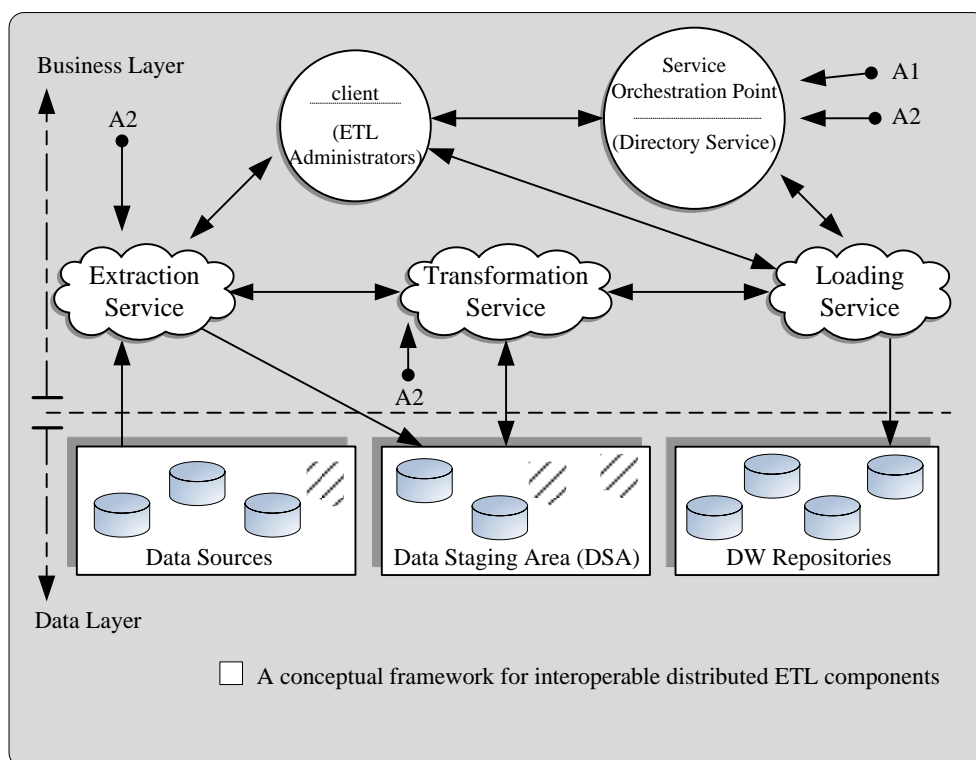 Business Layer
A2
client
(ETL
Administrators)
Service
Orchestration Point
(Directory Service)
A1
A2
Extraction
Service
Transformation
Service
Loading
Service
A2
Data Sources
Data Staging Area (DSA)
DW Repositories
Data Layer
A conceptual framework for interoperable distributed ETL components